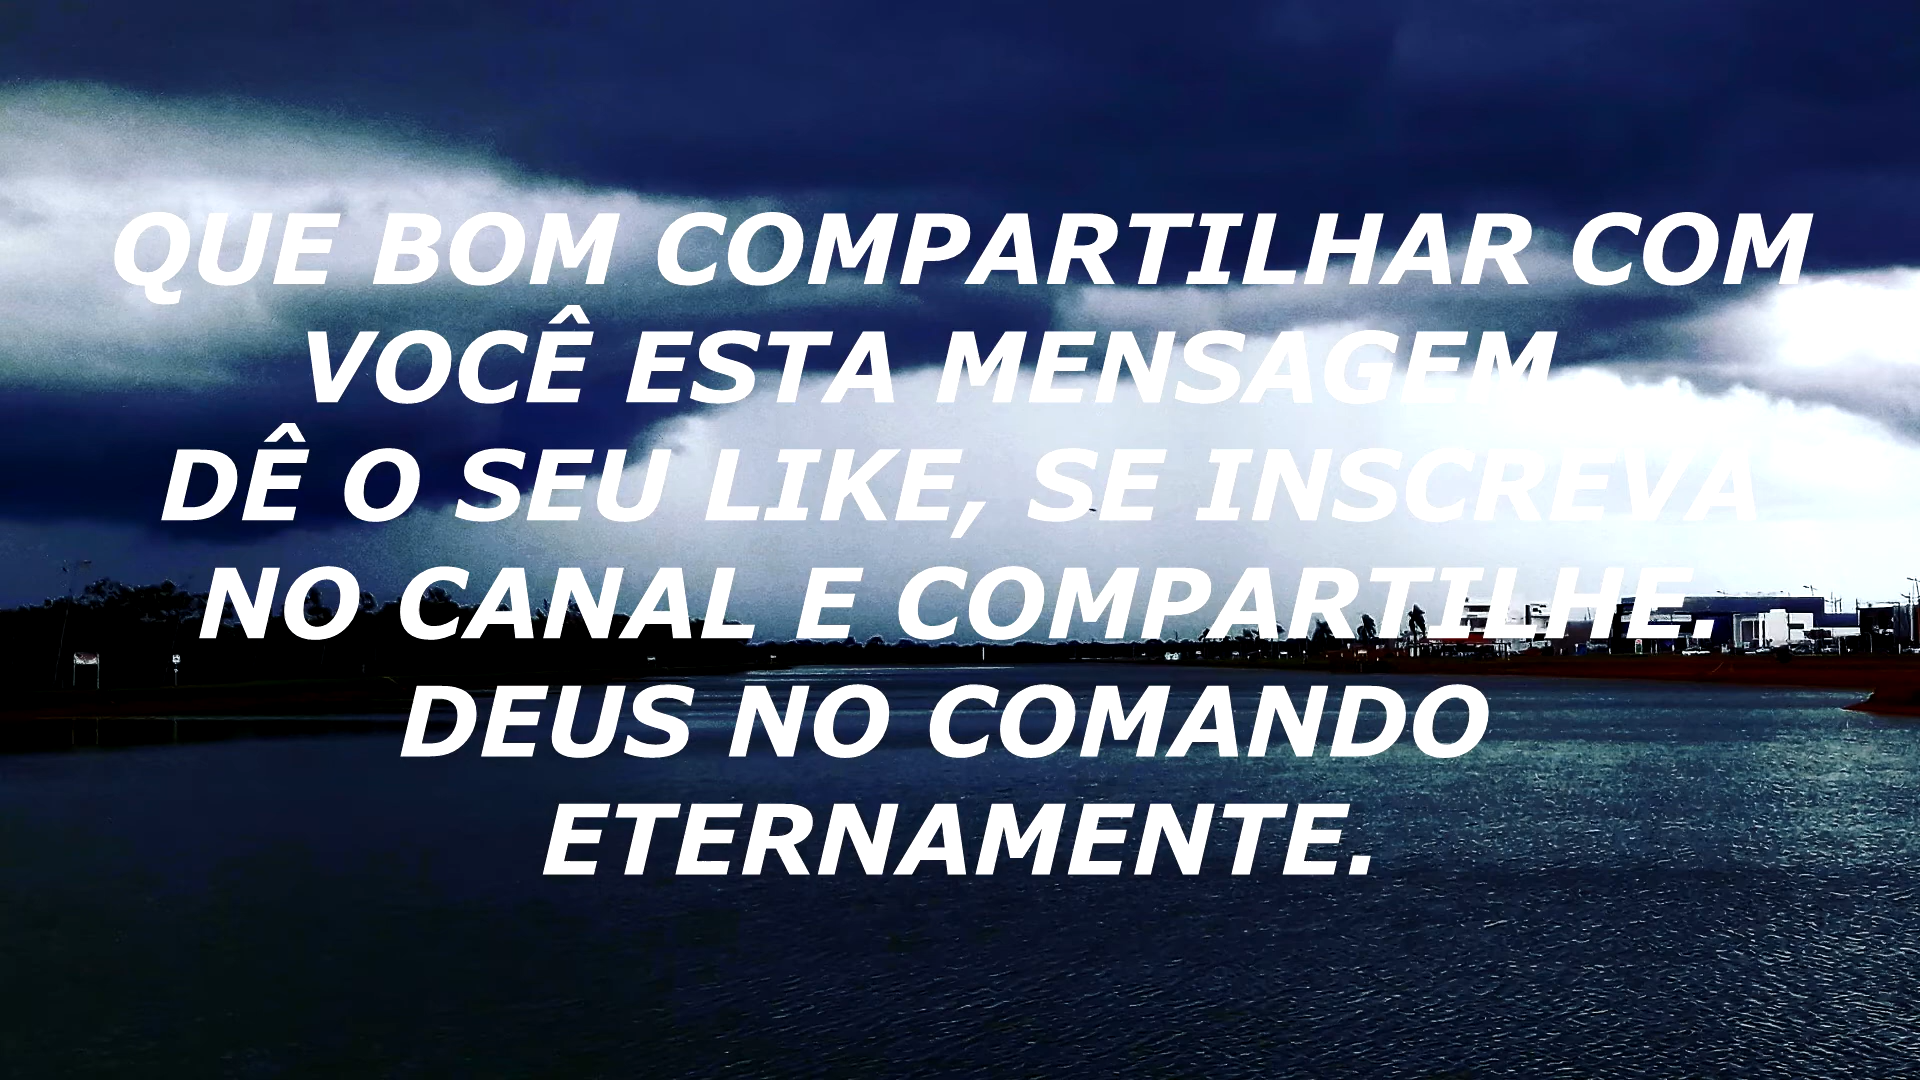 QUE BOM COMPARTILHAR COM
VOCÊ ESTA MENSAGEM
DÊ O SEU LIKE, SE INSCREVA
NO CANAL E COMPARTILHE.
DEUS NO COMANDO
ETERNAMENTE.